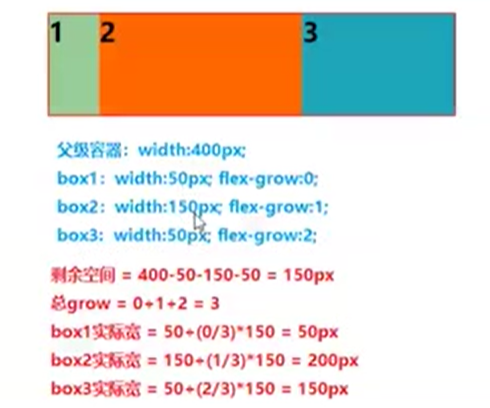 1 2 3
父级容器：width:400px;
box1：width:50px; flex-grow:0;
box2：width:150px; flex-grow:1;
box3：width:50px; flex-grow:2;
剩余空间 = 400-50-150-50 = 150px
总grow = 0+1+2 = 3
box1实际宽 = 50+(0/3)*150 = 50px
box2实际宽 = 150+(1/3)*150 = 200px
box3实际宽 = 50+(2/3)*150 = 150px